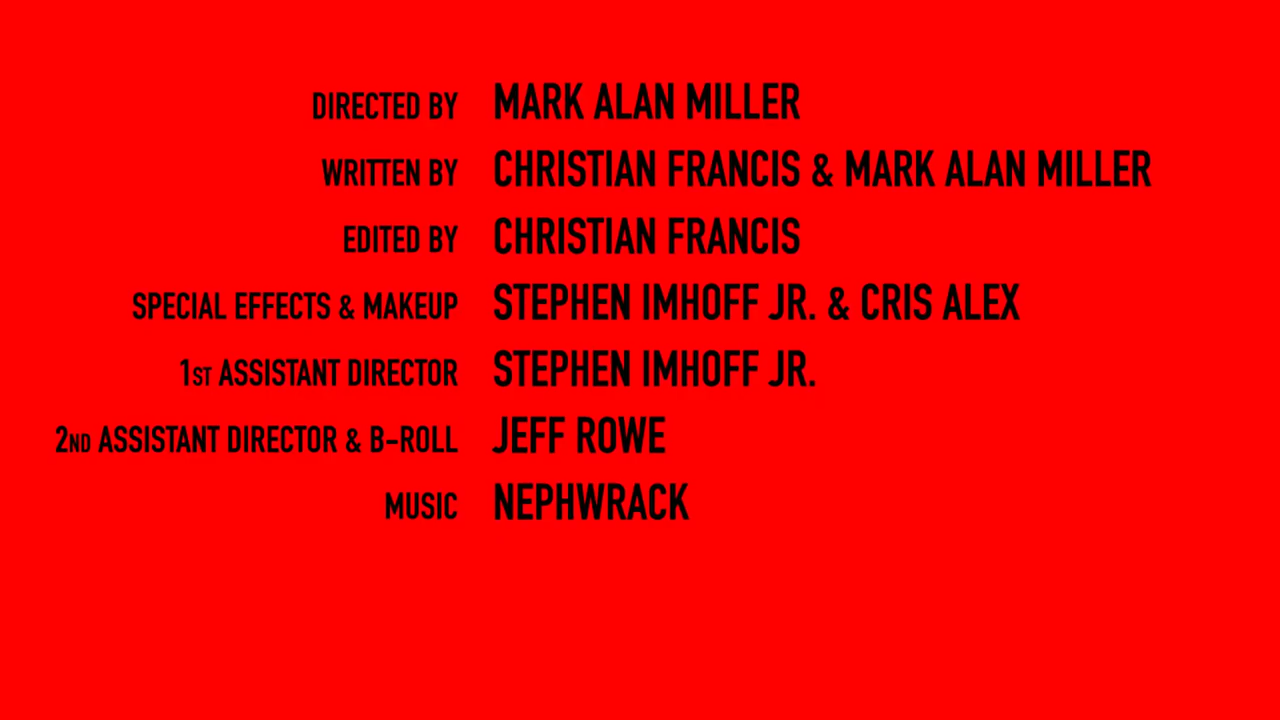 DIRECTED BY MARK ALAN MILLER
WRITTEN BY CHRISTIAN FRANCIS & MARK ALAN MILLER
EDITED BY CHRISTIAN FRANCIS
SPECIAL EFFECTS & MAKEUP STEPHEN IMHOFF JR. & CRIS ALEX
1ST ASSISTANT DIRECTOR STEPHEN IMHOFF JR.
2ND ASSISTANT DIRECTOR & B-ROLL JEFF ROWE
MUSIC NEPHWRACK